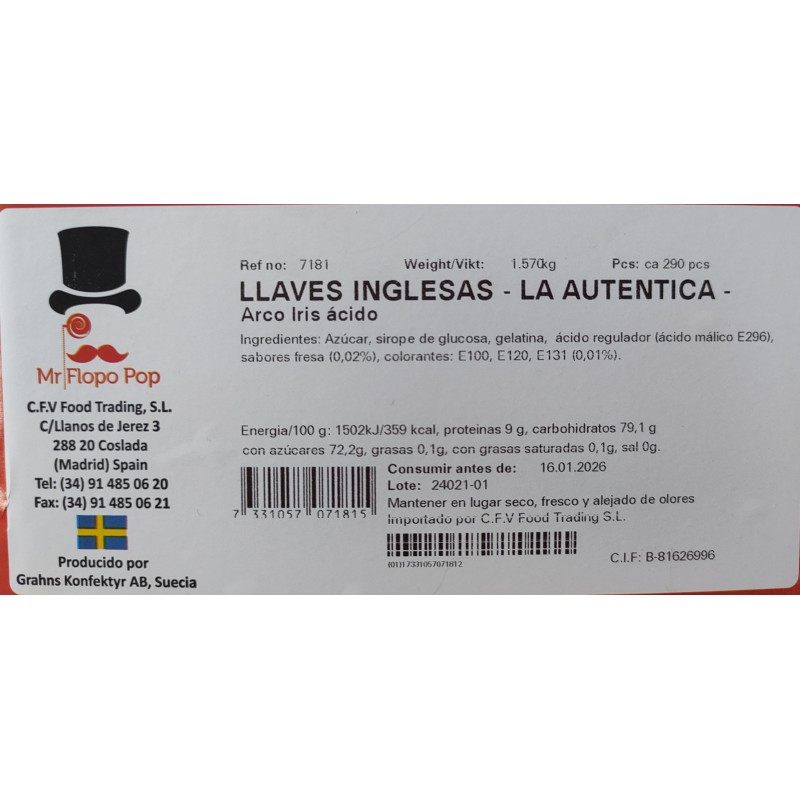 Mr Flopo Pop
C.F.V Food Trading, S.L.
C/Llanos de Jerez 3
288 20 Coslada
(Madrid) Spain
Tel: (34) 91 485 06 20
Fax: (34) 91 485 06 21
Producido por
Grahns Konfektyr AB, Suecia
Ref no: 7181 Weight/Vikt: 1.570kg Pcs: ca 290 pcs
LLAVES INGLESAS - LA AUTENTICA -
Arco Iris ácido
Ingredientes: Azúcar, sirope de glucosa, gelatina, ácido regulador (ácido málico E296),
sabores fresa (0,02%), colorantes: E100, E120, E131 (0,01%).
Energia/100 g: 1502kJ/359 kcal, proteinas 9 g, carbohidratos 79,1 g
con azúcares 72,2g, grasas 0,1g, con grasas saturadas 0,1g, sal 0g.
7 331057 071815
Consumir antes de: 16.01.2026
Lote: 24021-01
Mantener en lugar seco, fresco y alejado de olores
Importado por C.F.V Food Trading S.L.
(01)17331057071812
C.I.F: B-81626996